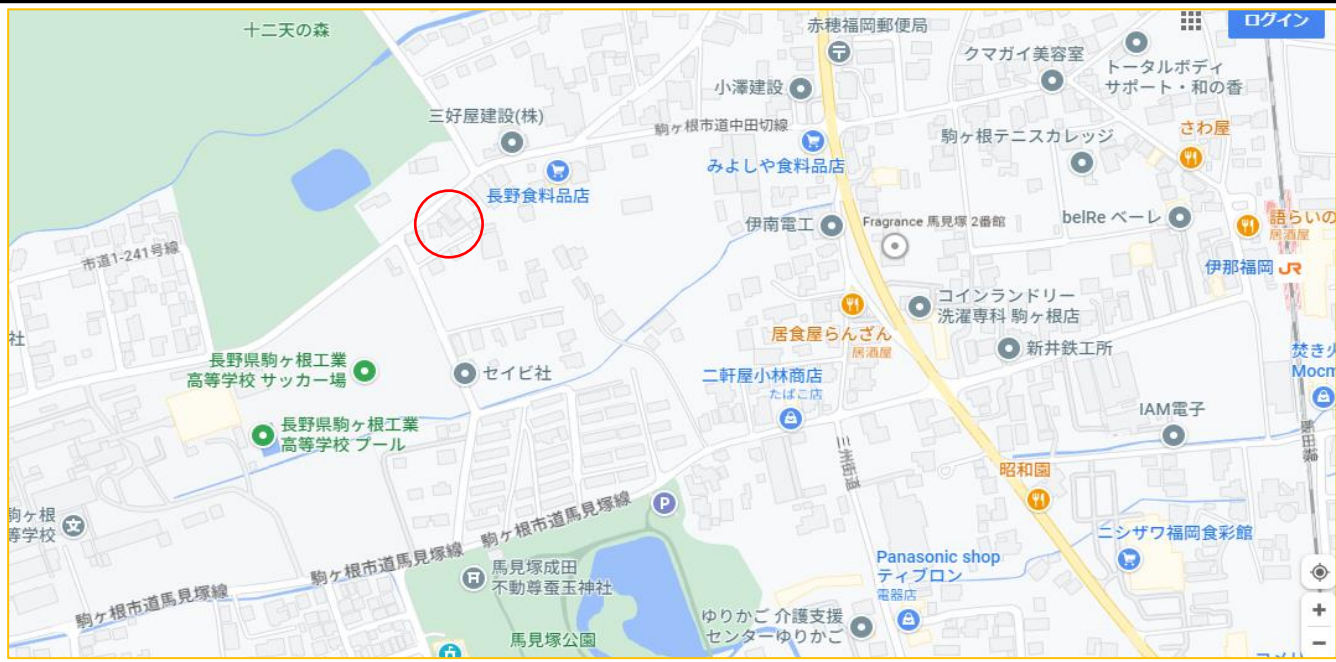 十二天の森
赤穂福岡郵便局
ログイン
クマガイ美容室
トータルボディ
サポート・和の香
小澤建設
三好屋建設(株)
駒ヶ根市道中田切線
駒ヶ根テニスカレッジ
さわ屋
みよしや食料品店
長野食料品店
伊南電工
Fragrance 馬見塚 2番館
belRe ベーレ
語らいの
居酒屋
市道1-241号線
伊那福岡
JR
コインランドリー
洗濯専科 駒ヶ根店
居食屋らんざん
居酒屋
社
新井鉄工所
焚き火
Mocm
長野県駒ヶ根工業
高等学校 サッカー場
セイビ社
二軒屋小林商店
たばこ店
IAM電子
長野県駒ヶ根工業
高等学校 プール
飯田線
三州街道
昭和園
P
駒ヶ根市道馬見塚線
駒ヶ根
等学校
文
ニシザワ福岡食彩館
駒ヶ根市道馬見塚線
馬見塚成田
不動尊蚕玉神社
Panasonic shop
ティブロン
電器店
駒ヶ根市道馬見塚線
ゆりかご 介護支援
センターゆりかご
馬見塚公園
コメリ